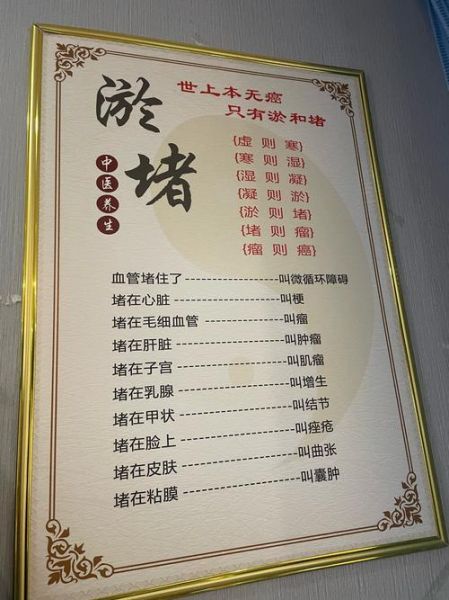 淤堵
中医养生
世上本无癌
只有淤和堵
{虚 则 寒}
{寒 则 湿}
{湿 则 凝}
{凝 则 淤}
{淤 则 堵}
{堵 则 瘤}
{瘤 则 癌}
血管堵住了----------------------叫微循环障碍
堵在心脏--------------------叫梗
堵在毛细血管----------------叫瘤
堵在肝脏--------------------叫肿瘤
堵在子宫--------------------叫肌瘤
堵在乳腺--------------------叫增生
堵在甲状--------------------叫结节
堵在脸上--------------------叫痤疮
堵在皮肤--------------------叫曲张
堵在粘膜--------------------叫囊肿